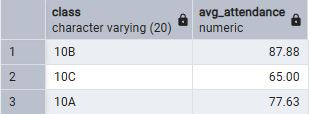 class avg_attendance
character varying (20) numeric
1 10B 87.88
2 10C 65.00
3 10A 77.63